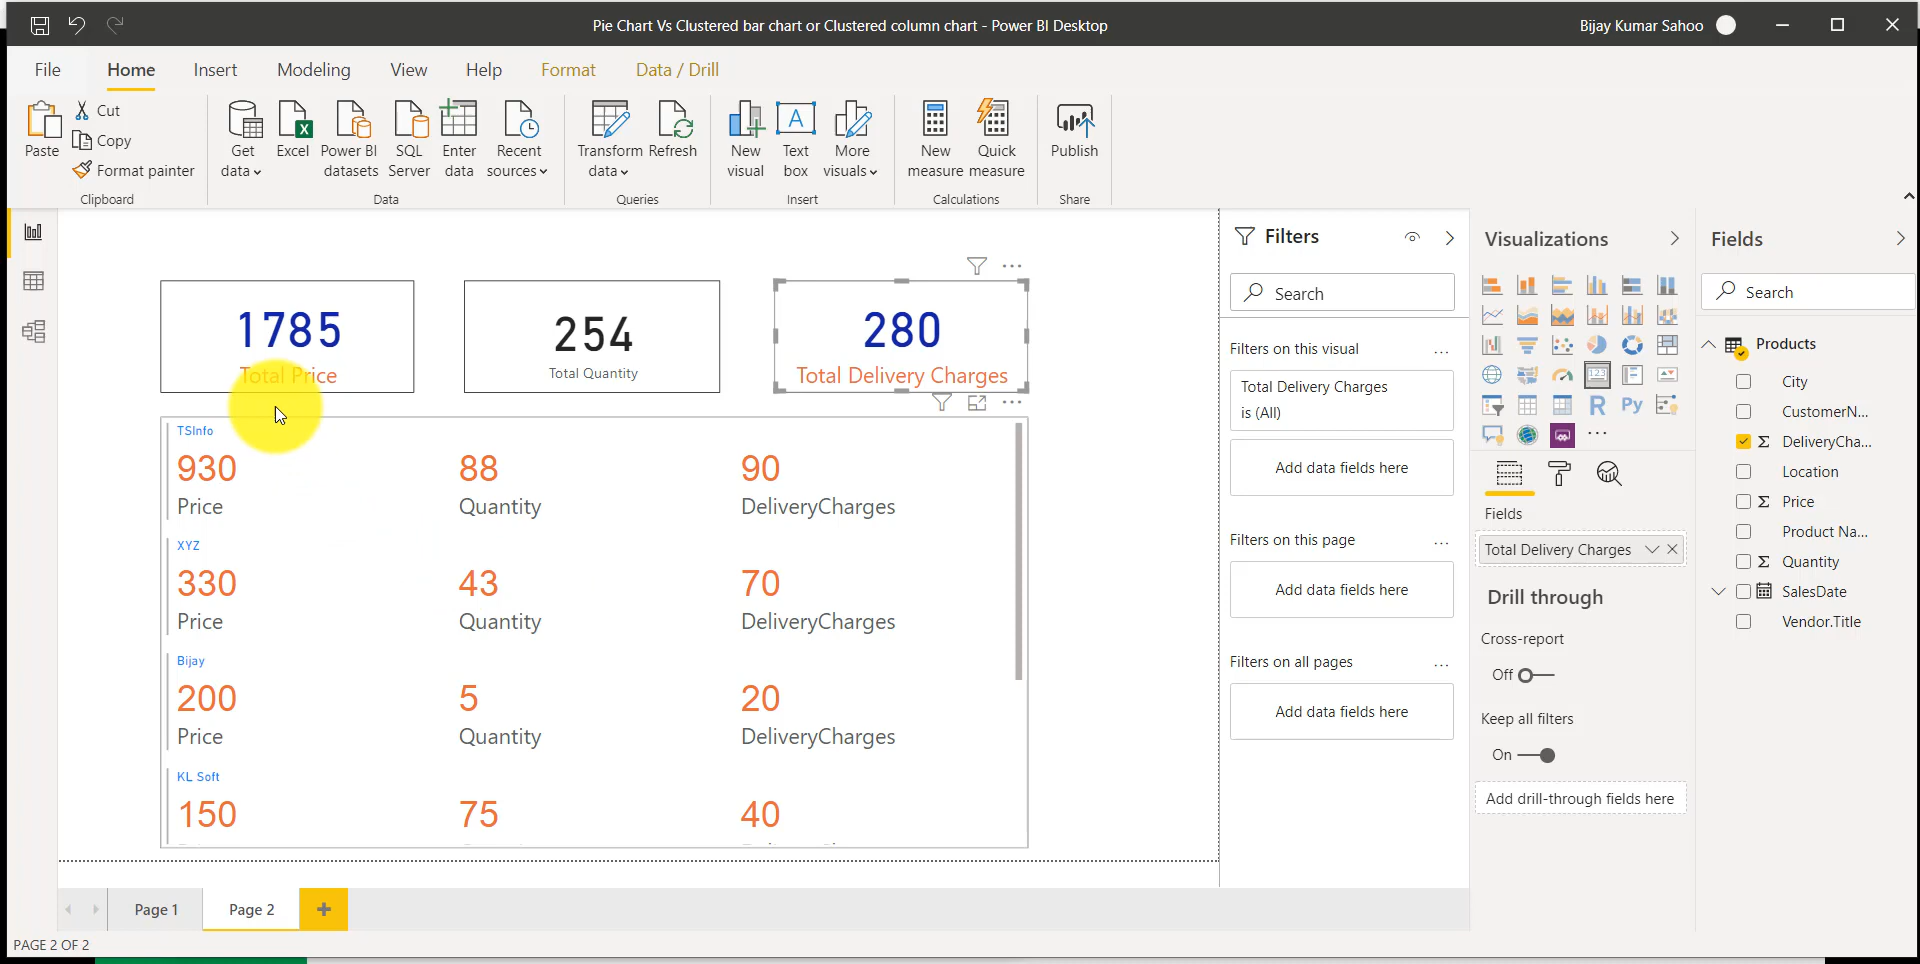 Pie Chart Vs Clustered bar chart or Clustered column chart - Power BI Desktop
Bijay Kumar Sahoo
File
Home
Insert
Modeling
View
Help
Format
Data / Drill
Paste
Cut
Copy
Format painter
Clipboard
Get
data
Excel
Power BI
datasets
SQL
Server
Enter
data
Recent
sources
Data
Transform
data
Refresh
Queries
New
visual
A
Text
box
More
visuals
Insert
New
measure
Quick
measure
Calculations
Publish
Share
1785
Total Price
254
Total Quantity
280
Total Delivery Charges
TSInfo
930
Price
88
Quantity
90
DeliveryCharges
XYZ
330
Price
43
Quantity
70
DeliveryCharges
Bijay
200
Price
5
Quantity
20
DeliveryCharges
KL Soft
150
75
40
Filters
Search
Filters on this visual
...
Total Delivery Charges
is (All)
Add data fields here
Filters on this page
...
Add data fields here
Filters on all pages
...
Add data fields here
Visualizations
123
R
Py
...
Fields
Total Delivery Charges
Drill through
Cross-report
Off
Keep all filters
On
Add drill-through fields here
Fields
Search
Products
City
CustomerN...
Σ DeliveryCha...
Location
Σ Price
Product Na...
Σ Quantity
SalesDate
Vendor.Title
Page 1
Page 2
+
PAGE 2 OF 2